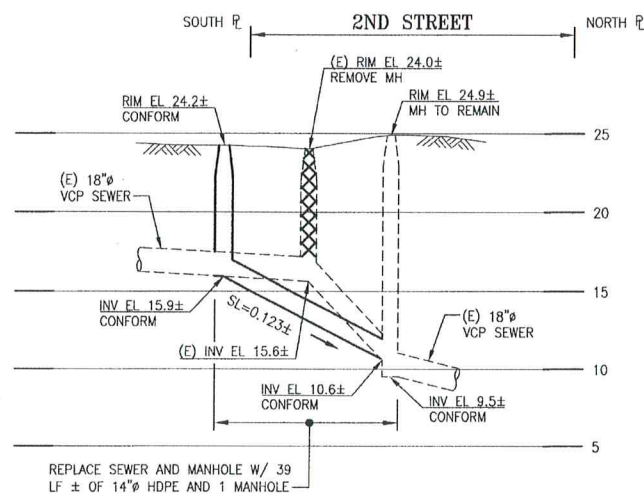 SOUTH ℙL
2ND STREET
NORTH ℙL
(E) RIM EL 24.0±
REMOVE MH
RIM EL 24.2±
CONFORM
RIM EL 24.9±
MH TO REMAIN
25
(E) 18"ø
VCP SEWER
20
INV EL 15.9±
CONFORM
SL=0.123±
15
(E) INV EL 15.6±
(E) 18"ø
VCP SEWER
10
INV EL 10.6±
CONFORM
INV EL 9.5±
CONFORM
5
REPLACE SEWER AND MANHOLE W/ 39
LF ± OF 14"ø HDPE AND 1 MANHOLE